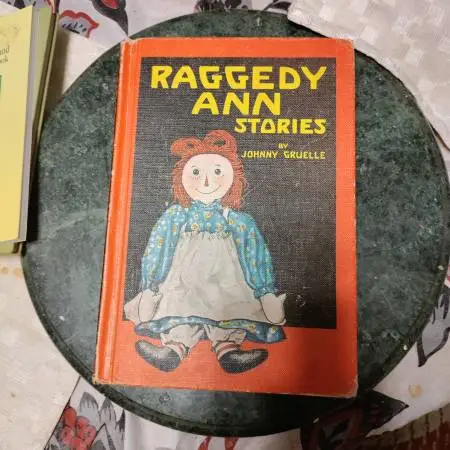 RAGGEDY
ANN
STORIES
BY
JOHNNY GRUELLE